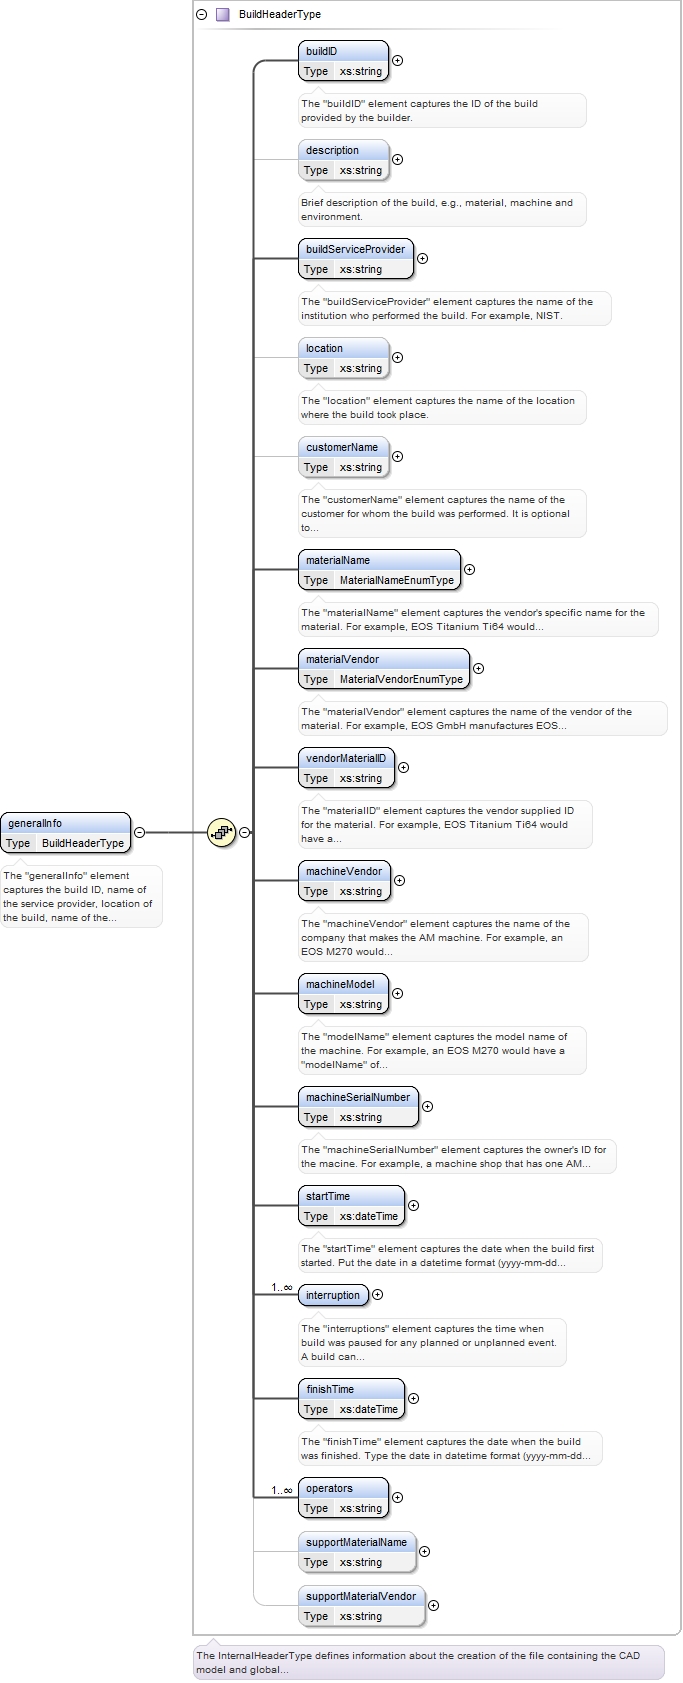 BuildHeaderType
buildID
Type xs:string
The "buildID" element captures the ID of the build
provided by the builder.
description
Type xs:string
Brief description of the build, e.g., material, machine and
environment.
buildServiceProvider
Type xs:string
The "buildServiceProvider" element captures the name of the
institution who performed the build. For example, NIST.
location
Type xs:string
The "location" element captures the name of the location
where the build took place.
customerName
Type xs:string
The "customerName" element captures the name of the
customer for whom the build was performed. It is optional
to...
materialName
Type MaterialNameEnumType
The "materialName" element captures the vendor's specific name for the
material. For example, EOS Titanium Ti64 would...
materialVendor
Type MaterialVendorEnumType
The "materialVendor" element captures the name of the vendor of the
material. For example, EOS GmbH manufactures EOS...
vendorMaterialID
Type xs:string
The "materialID" element captures the vendor supplied ID
for the material. For example, EOS Titanium Ti64 would
have a...
generalInfo
Type BuildHeaderType
The "generalInfo" element
captures the build ID, name of
the service provider, location of
the build, name of the...
machineVendor
Type xs:string
The "machineVendor" element captures the name of the
company that makes the AM machine. For example, an
EOS M270 would...
machineModel
Type xs:string
The "modelName" element captures the model name of
the machine. For example, an EOS M270 would have a
"modelName" of...
machineSerialNumber
Type xs:string
The "machineSerialNumber" element captures the owner's ID for
the macine. For example, a machine shop that has one AM...
startTime
Type xs:dateTime
The "startTime" element captures the date when the build first
started. Put the date in a datetime format (yyyy-mm-dd...
1..∞
interruption
The "interruptions" element captures the time when
build was paused for any planned or unplanned event.
A build can...
finishTime
Type xs:dateTime
The "finishTime" element captures the date when the build
was finished. Type the date in datetime format (yyyy-mm-dd...
1..∞
operators
Type xs:string
supportMaterialName
Type xs:string
supportMaterialVendor
Type xs:string
The InternalHeaderType defines information about the creation of the file containing the CAD
model and global...